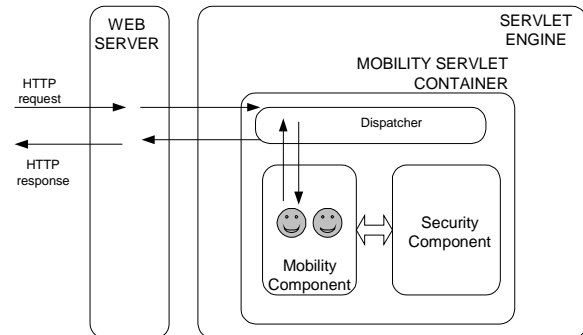 WEB
SERVER
SERVLET
ENGINE
MOBILITY SERVLET
CONTAINER
HTTP
request
Dispatcher
HTTP
response
Mobility
Component
Security
Component